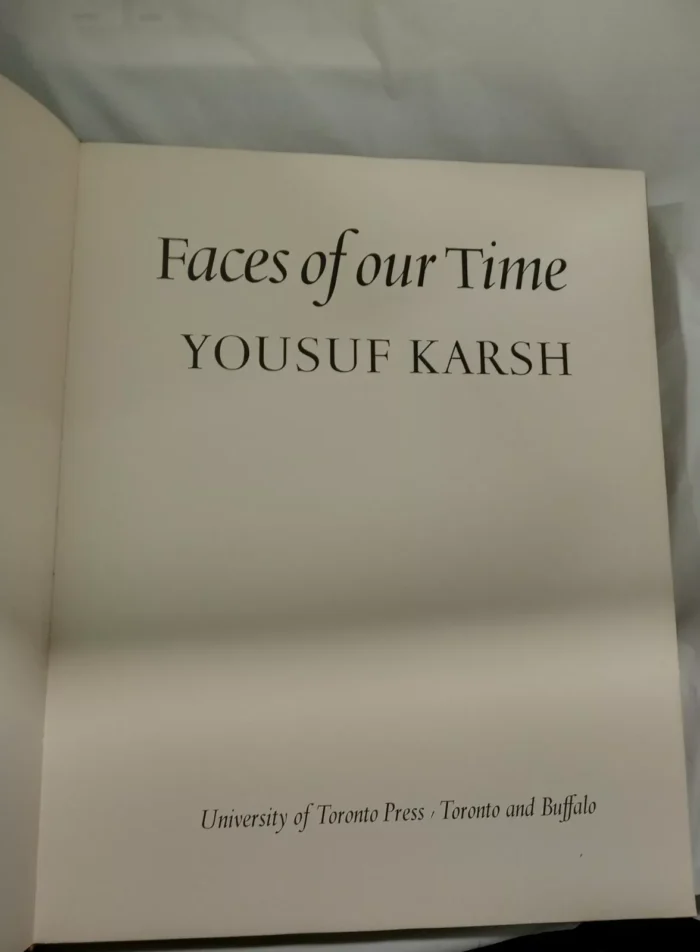 Faces of our Time
YOUSUF KARSH
University of Toronto Press / Toronto and Buffalo